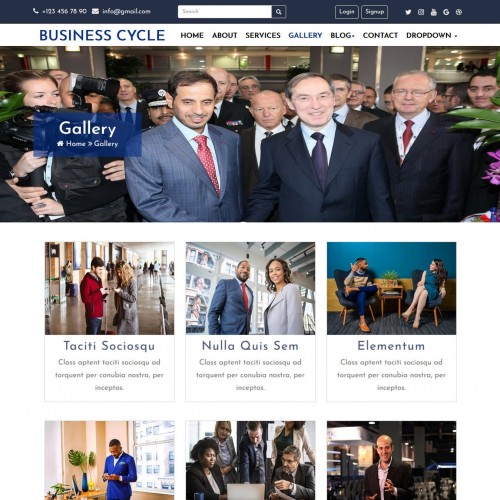 +123 456 78 90 info@gmail.com Search Login Signup
BUSINESS CYCLE HOME ABOUT SERVICES GALLERY BLOG CONTACT DROPDOWN
Gallery
Home » Gallery
Taciti Sociosqu
Class aptent taciti sociosqu ad
torquent per conubia nostra, per
inceptos.
Nulla Quis Sem
Class aptent taciti sociosqu ad
torquent per conubia nostra, per
inceptos.
Elementum
Class aptent taciti sociosqu ad
torquent per conubia nostra, per
inceptos.